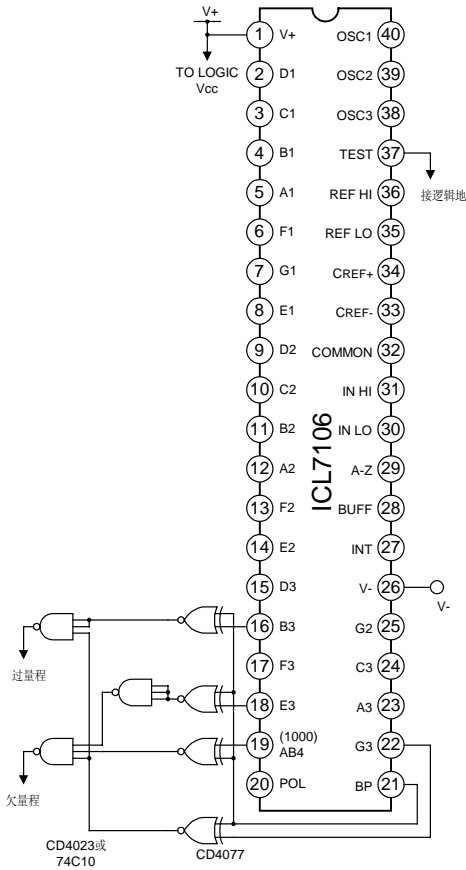 V+
TO LOGIC
Vcc
1 V+ OSC1 40
2 D1 OSC2 39
3 C1 OSC3 38
4 B1 TEST 37
接逻辑地
5 A1 REF HI 36
6 F1 REF LO 35
7 G1 CREF+ 34
8 E1 CREF- 33
9 D2 COMMON 32
10 C2 IN HI 31
11 B2 IN LO 30
12 A2 A-Z 29
ICL7106
13 F2 BUFF 28
14 E2 INT 27
15 D3 V- 26
V-
16 B3 G2 25
过量程
17 F3 C3 24
18 E3 A3 23
19 (1000) G3 22
AB4
20 POL BP 21
欠量程
CD4023或
74C10
CD4077